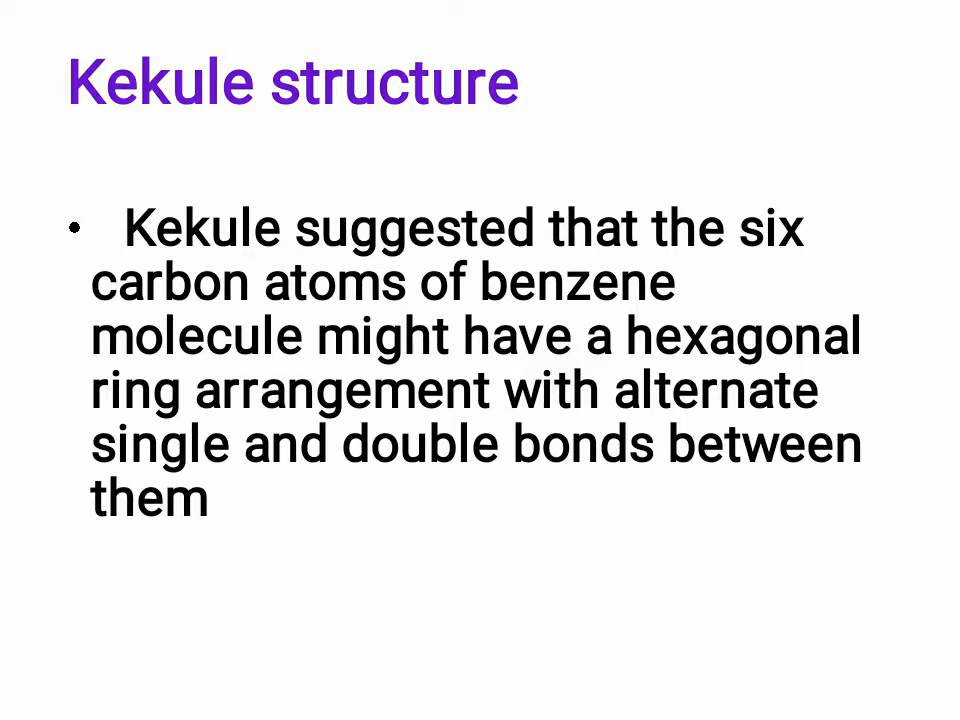 Kekule structure
• Kekule suggested that the six
carbon atoms of benzene
molecule might have a hexagonal
ring arrangement with alternate
single and double bonds between
them